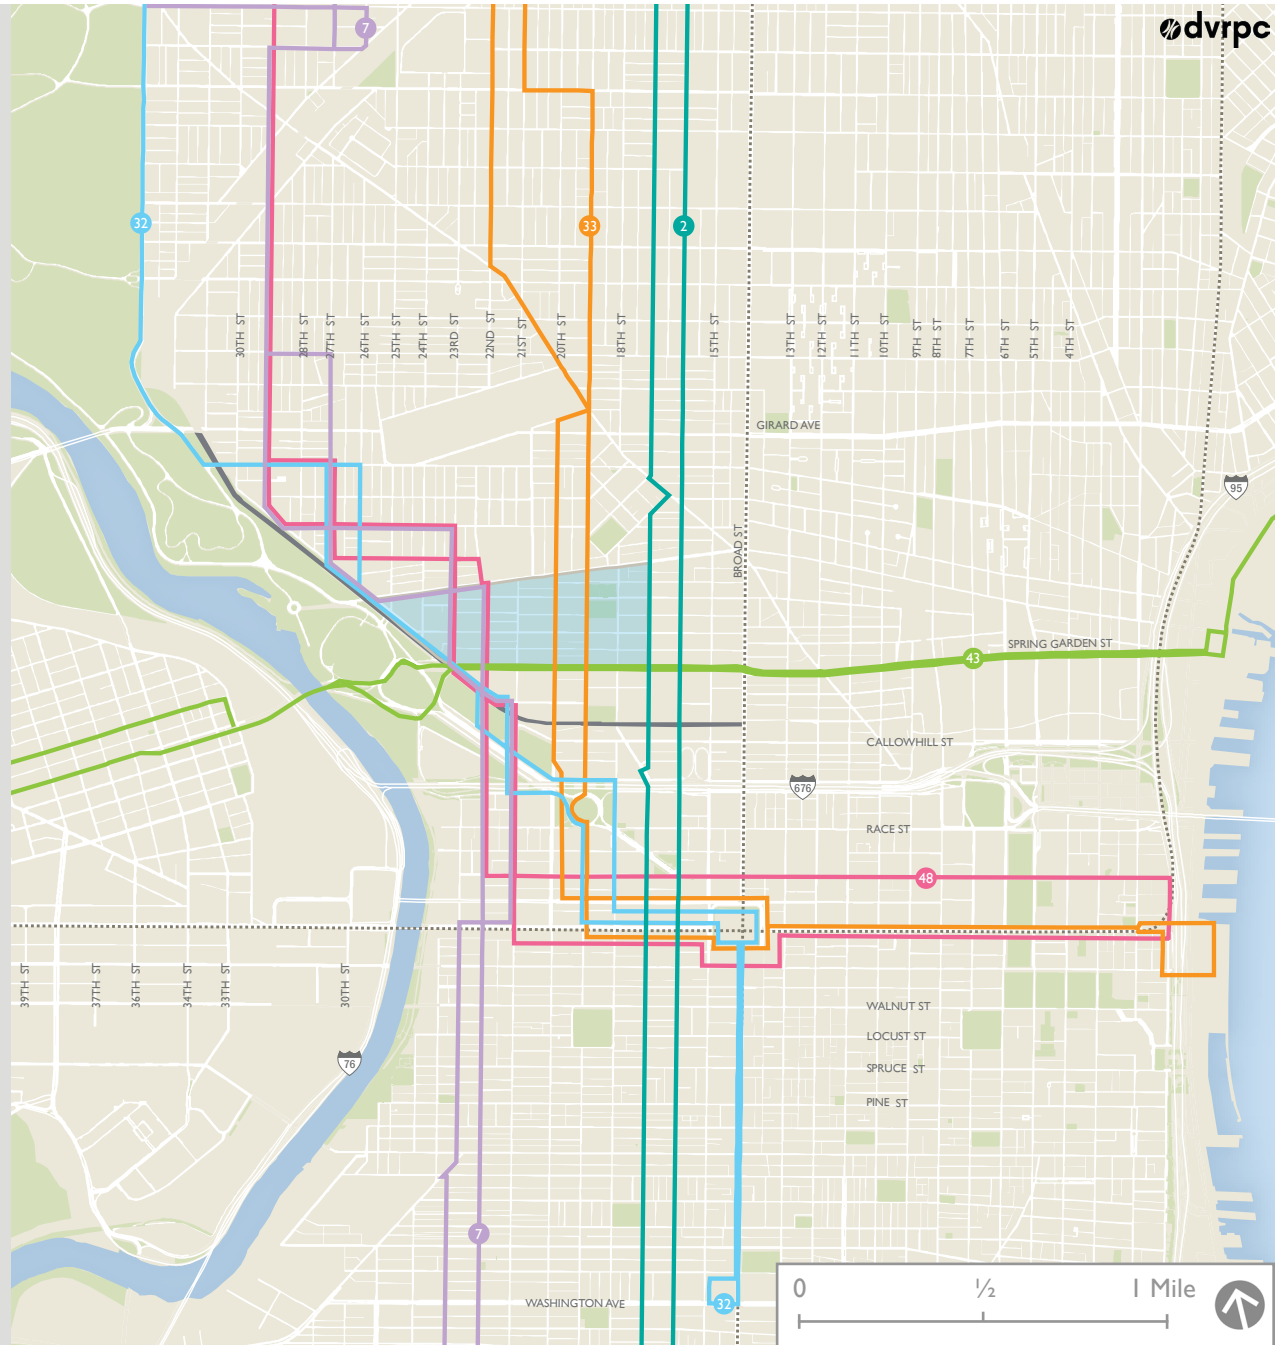 dvrpc
7
32
33
2
30TH ST
28TH ST
27TH ST
26TH ST
25TH ST
24TH ST
23RD ST
22ND ST
21ST ST
20TH ST
18TH ST
15TH ST
13TH ST
12TH ST
11TH ST
10TH ST
9TH ST
8TH ST
7TH ST
6TH ST
5TH ST
4TH ST
GIRARD AVE
95
BROAD ST
SPRING GARDEN ST
43
CALLOWHILL ST
676
RACE ST
48
39TH ST
37TH ST
36TH ST
34TH ST
33TH ST
30TH ST
WALNUT ST
LOCUST ST
76
SPRUCE ST
PINE ST
7
WASHINGTON AVE
32
0 ½ 1 Mile